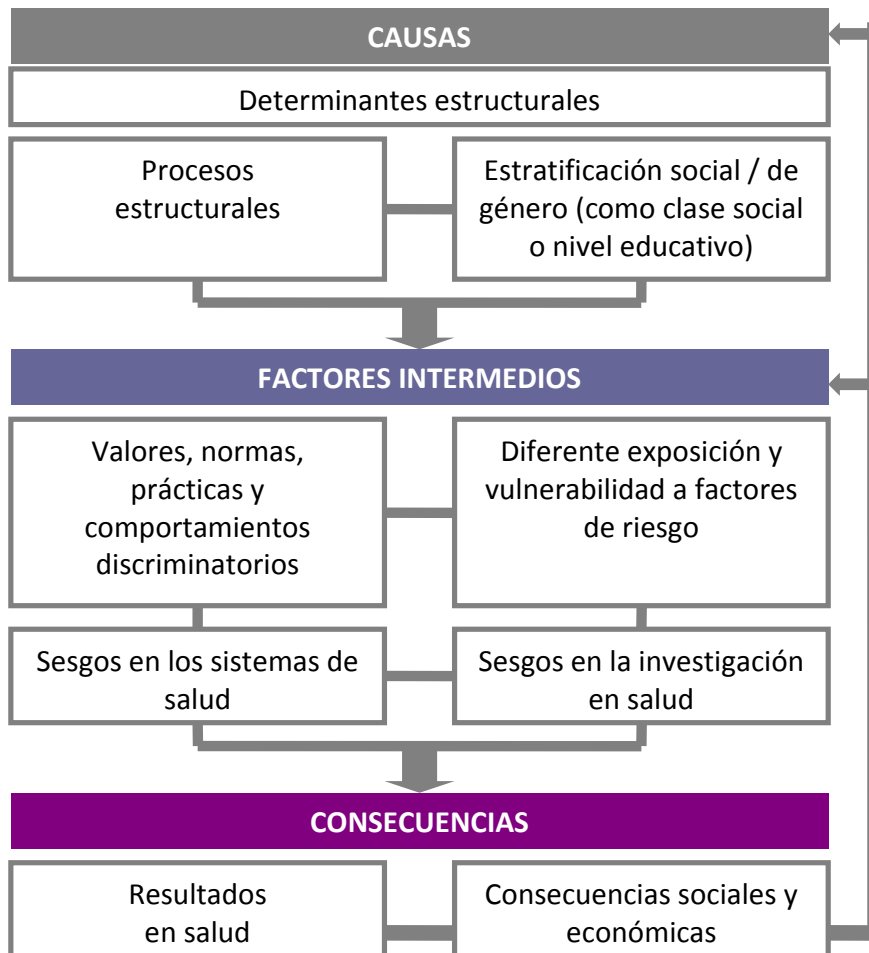 CAUSAS
Determinantes estructurales
Procesos
estructurales
Estratificación social / de
género (como clase social
o nivel educativo)
FACTORES INTERMEDIOS
Valores, normas,
prácticas y
comportamientos
discriminatorios
Diferente exposición y
vulnerabilidad a factores
de riesgo
Sesgos en los sistemas de
salud
Sesgos en la investigación
en salud
CONSECUENCIAS
Resultados
en salud
Consecuencias sociales y
económicas